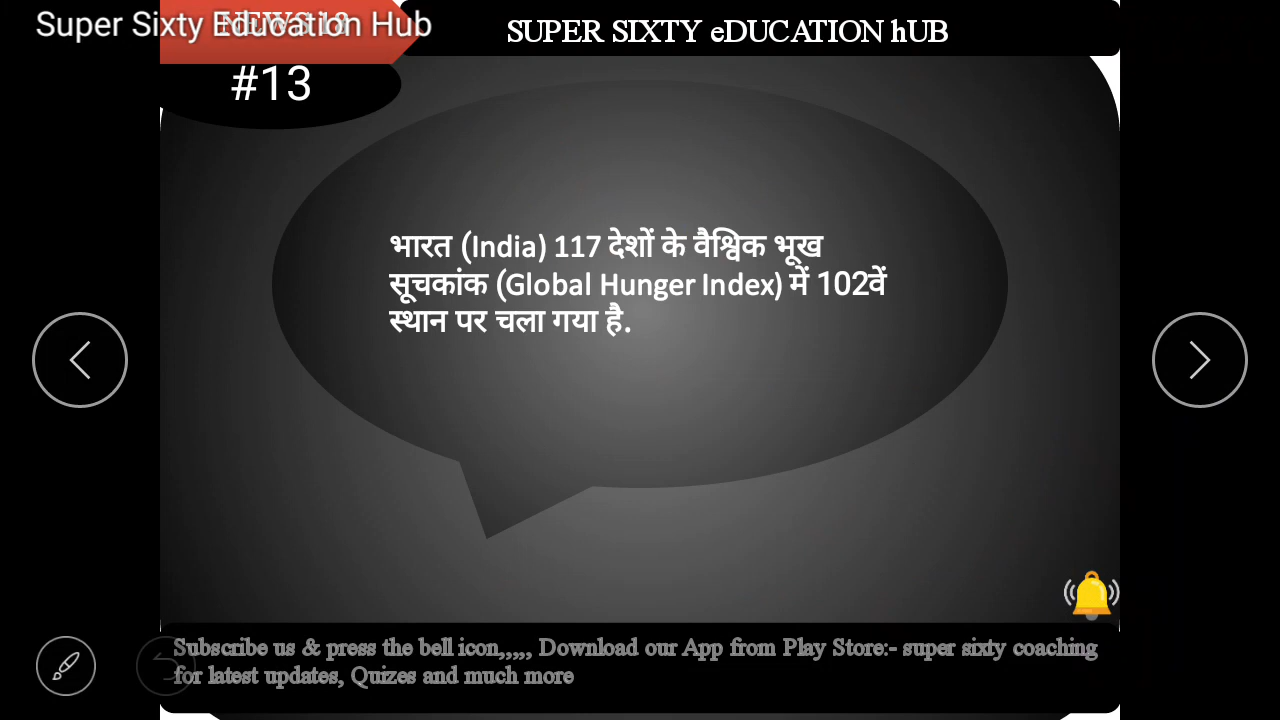 Super Sixty Education Hub
NEWS 18
SUPER SIXTY eDUCATION hUB
#13
भारत (India) 117 देशों के वैश्विक भूख
सूचकांक (Global Hunger Index) में 102वें
स्थान पर चला गया है.
Subscribe us & press the bell icon,,,,, Download our App from Play Store:- super sixty coaching
for latest updates, Quizes and much more